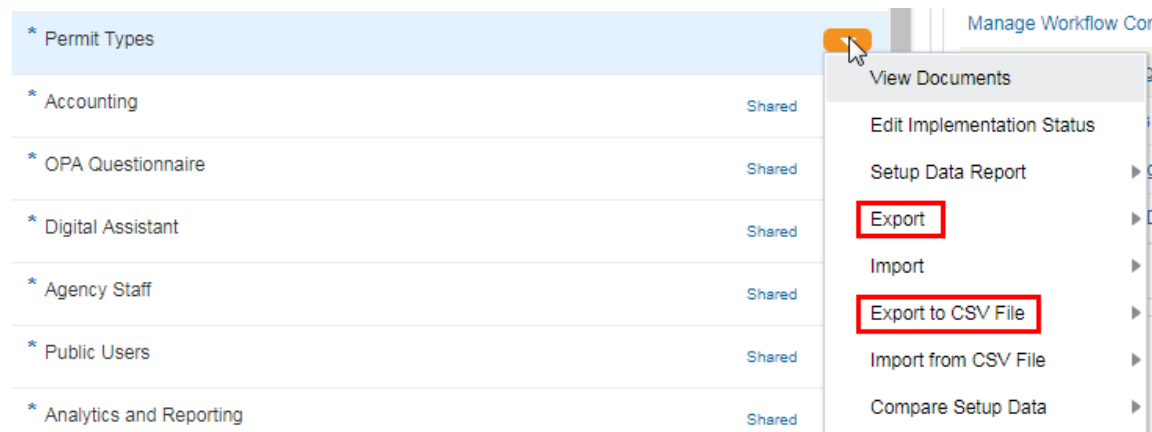 * Permit Types
* Accounting Shared
* OPA Questionnaire Shared
* Digital Assistant Shared
* Agency Staff Shared
* Public Users Shared
* Analytics and Reporting Shared
Manage Workflow
View Documents
Edit Implementation Status
Setup Data Report
Export
Import
Export to CSV File
Import from CSV File
Compare Setup Data